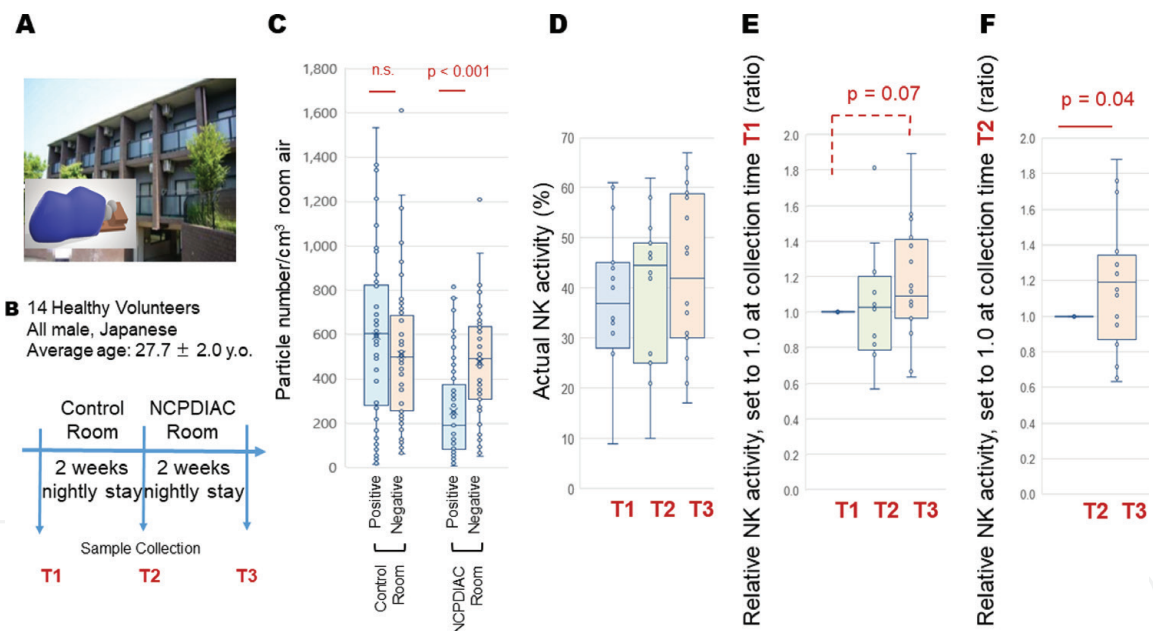 A
B 14 Healthy Volunteers
All male, Japanese
Average age: 27.7 ± 2.0 y.o.
Control
Room
NCPDIAC
Room
2 weeks
nightly stay
2 weeks
nightly stay
Sample Collection
T1
T2
T3
C
n.s.
p < 0.001
Particle number/cm³ room air
1,800
1,600
1,400
1,200
1,000
800
600
400
200
0
Positive
Negative
Positive
Negative
Control
Room
NCPDIAC
Room
D
Actual NK activity (%)
70
60
50
40
30
20
10
0
T1
T2
T3
E
Relative NK activity, set to 1.0 at collection time T1 (ratio)
p = 0.07
2.0
1.8
1.6
1.4
1.2
1.0
0.8
0.6
0.4
0.2
0.0
T1
T2
T3
F
Relative NK activity, set to 1.0 at collection time T2 (ratio)
p = 0.04
2.0
1.8
1.6
1.4
1.2
1.0
0.8
0.6
0.4
0.2
0.0
T2
T3